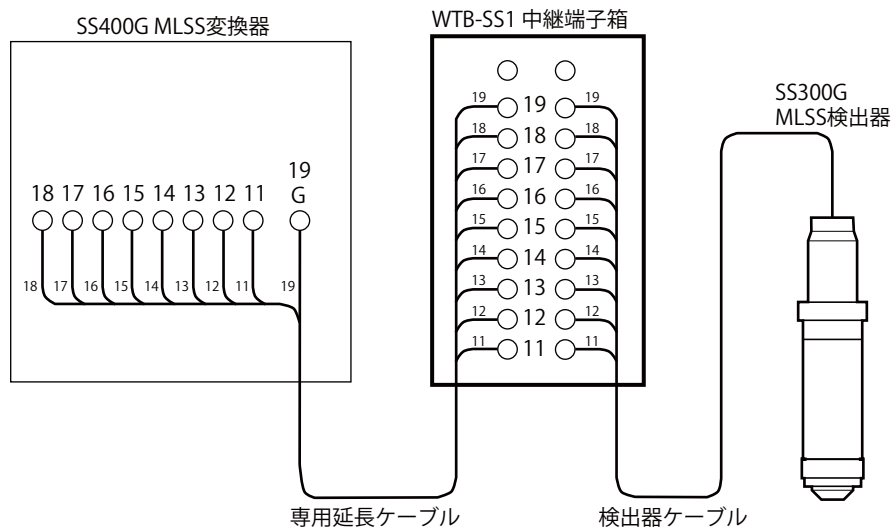 SS400G MLSS変換器
18 17 16 15 14 13 12 11
19
G
18 17 16 15 14 13 12 11 19
WTB-SS1 中継端子箱
19 19 19
18 18 18
17 17 17
16 16 16
15 15 15
14 14 14
13 13 13
12 12 12
11 11 11
SS300G
MLSS検出器
専用延長ケーブル
検出器ケーブル